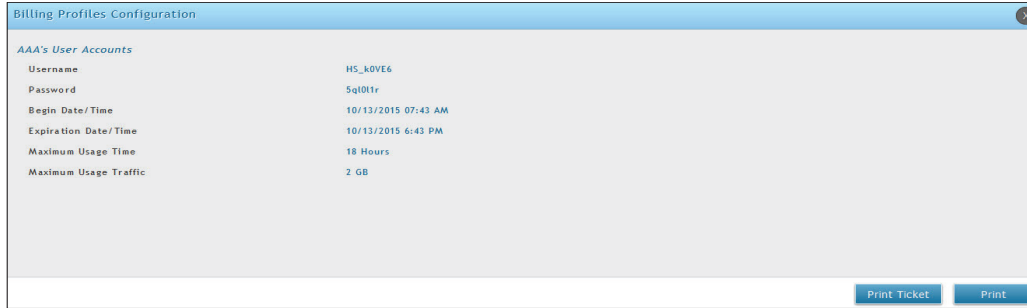 Billing Profiles Configuration
AAA's User Accounts
Username HS_k0VE6
Password 5ql0l1r
Begin Date/Time 10/13/2015 07:43 AM
Expiration Date/Time 10/13/2015 6:43 PM
Maximum Usage Time 18 Hours
Maximum Usage Traffic 2 GB
Print Ticket Print